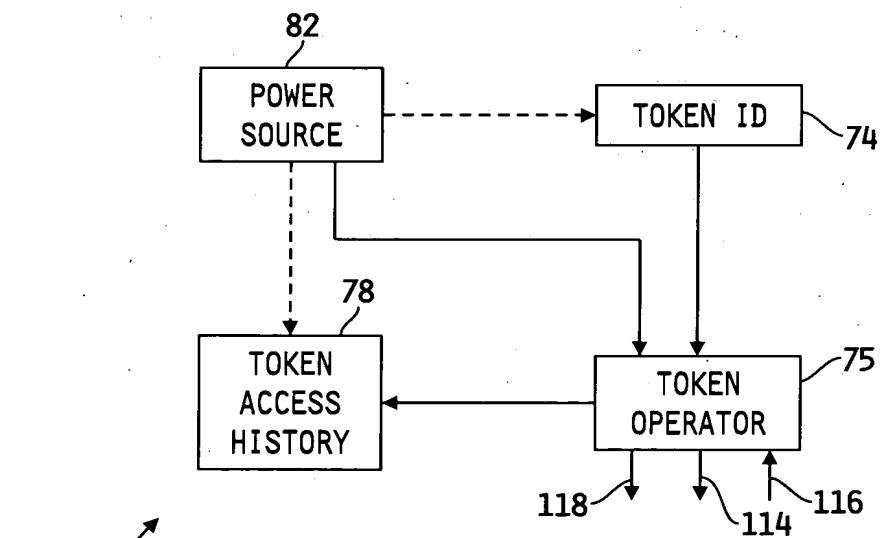 82
POWER
SOURCE
TOKEN ID
74
78
TOKEN
ACCESS
HISTORY
75
TOKEN
OPERATOR
118
114
116